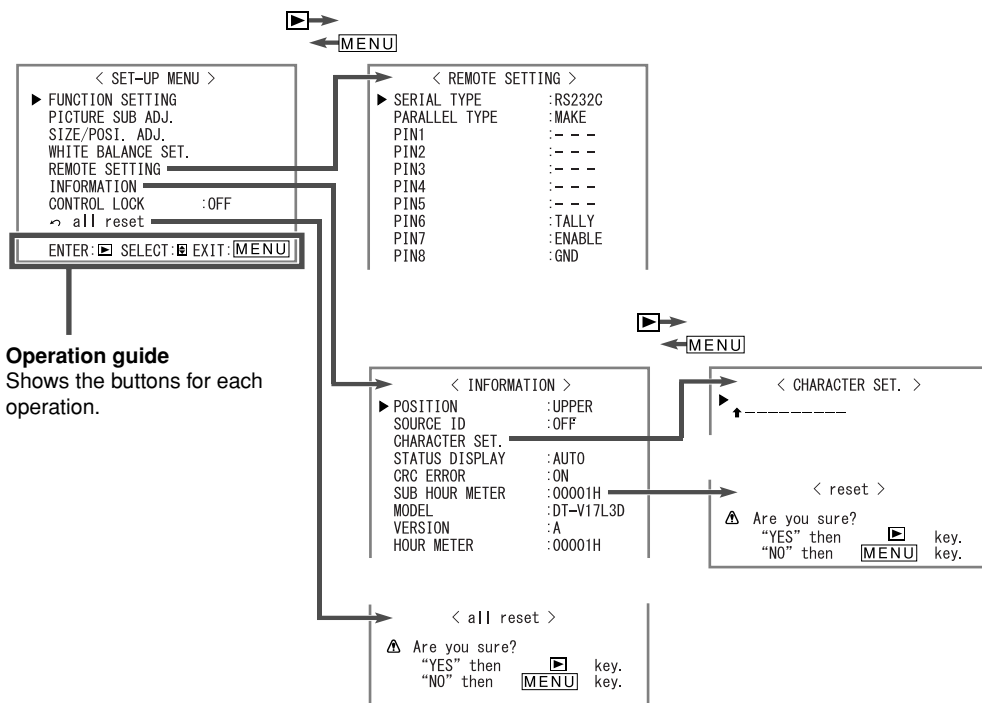 MENU
< SET-UP MENU >
▶ FUNCTION SETTING
PICTURE SUB ADJ.
SIZE/POSI. ADJ.
WHITE BALANCE SET.
REMOTE SETTING
INFORMATION
CONTROL LOCK :OFF
all reset
ENTER: ▶ SELECT: EXIT: MENU
Operation guide
Shows the buttons for each
operation.
< REMOTE SETTING >
▶ SERIAL TYPE :RS232C
PARALLEL TYPE :MAKE
PIN1 :– – –
PIN2 :– – –
PIN3 :– – –
PIN4 :– – –
PIN5 :– – –
PIN6 :TALLY
PIN7 :ENABLE
PIN8 :GND
MENU
< INFORMATION >
▶ POSITION :UPPER
SOURCE ID :OFF
CHARACTER SET.
STATUS DISPLAY :AUTO
CRC ERROR :ON
SUB HOUR METER :00001H
MODEL :DT-V17L3D
VERSION :A
HOUR METER :00001H
< CHARACTER SET. >
< reset >
Are you sure?
“YES” then ▶ key.
“NO” then MENU key.
< all reset >
Are you sure?
“YES” then ▶ key.
“NO” then MENU key.